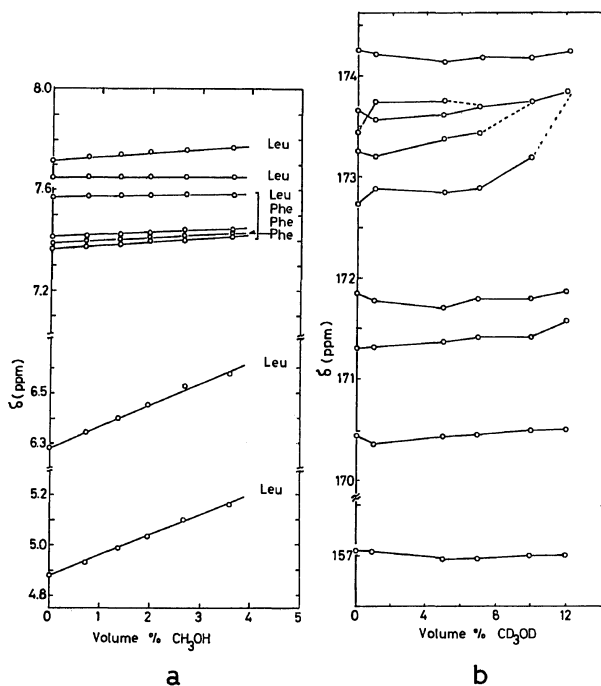 8.0
7.6
7.2
6.5
6.3
5.2
5.0
4.8
δ (ppm)
Leu
Leu
Leu
Phe
Phe
Phe
Leu
Leu
0 1 2 3 4 5
Volume % CH3OH
a
174
173
172
171
170
157
δ (ppm)
0 4 8 12
Volume % CD3OD
b